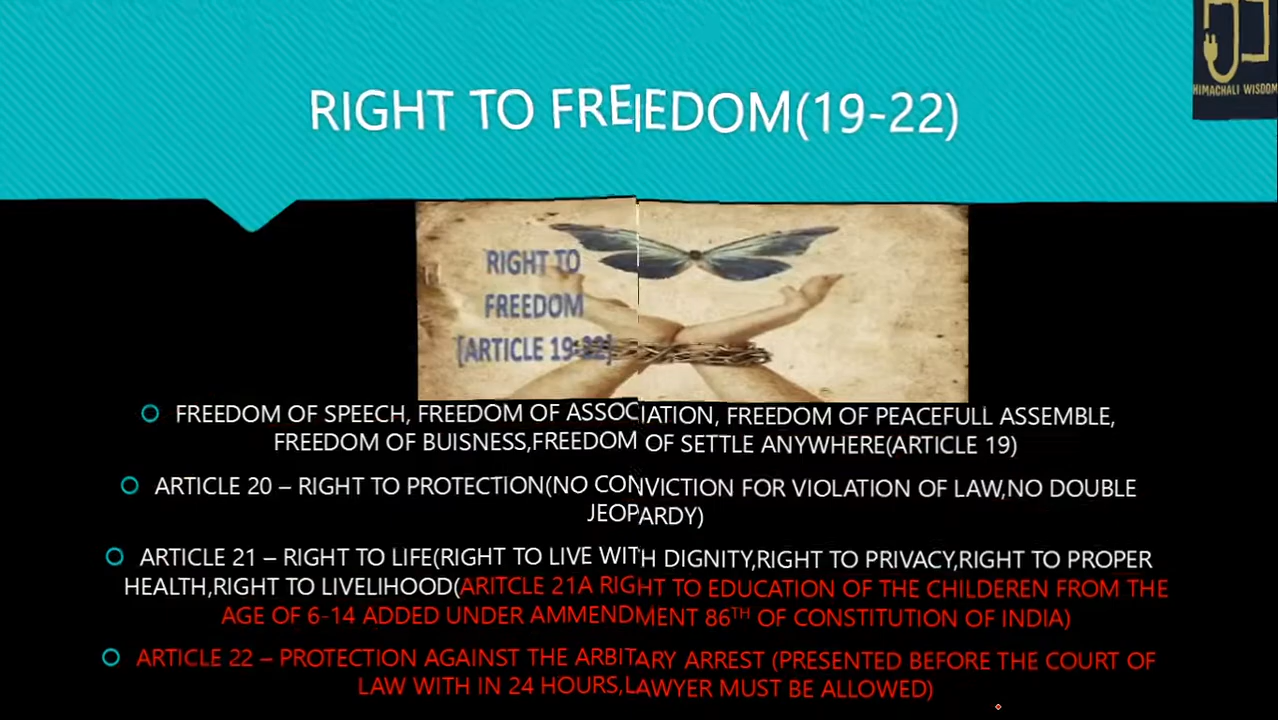 RIGHT TO FREEDOM(19-22)
HIMACHALI WISDOM
RIGHT TO
FREEDOM
[ARTICLE 19-22]
FREEDOM OF SPEECH, FREEDOM OF ASSOCIATION, FREEDOM OF PEACEFULL ASSEMBLE,
FREEDOM OF BUISNESS,FREEDOM OF SETTLE ANYWHERE(ARTICLE 19)
ARTICLE 20 – RIGHT TO PROTECTION(NO CONVICTION FOR VIOLATION OF LAW,NO DOUBLE
JEOPARDY)
ARTICLE 21 – RIGHT TO LIFE(RIGHT TO LIVE WITH DIGNITY,RIGHT TO PRIVACY,RIGHT TO PROPER
HEALTH,RIGHT TO LIVELIHOOD(ARITCLE 21A RIGHT TO EDUCATION OF THE CHILDEREN FROM THE
AGE OF 6-14 ADDED UNDER AMMENDMENT 86TH OF CONSTITUTION OF INDIA)
ARTICLE 22 – PROTECTION AGAINST THE ARBITARY ARREST (PRESENTED BEFORE THE COURT OF
LAW WITH IN 24 HOURS,LAWYER MUST BE ALLOWED)